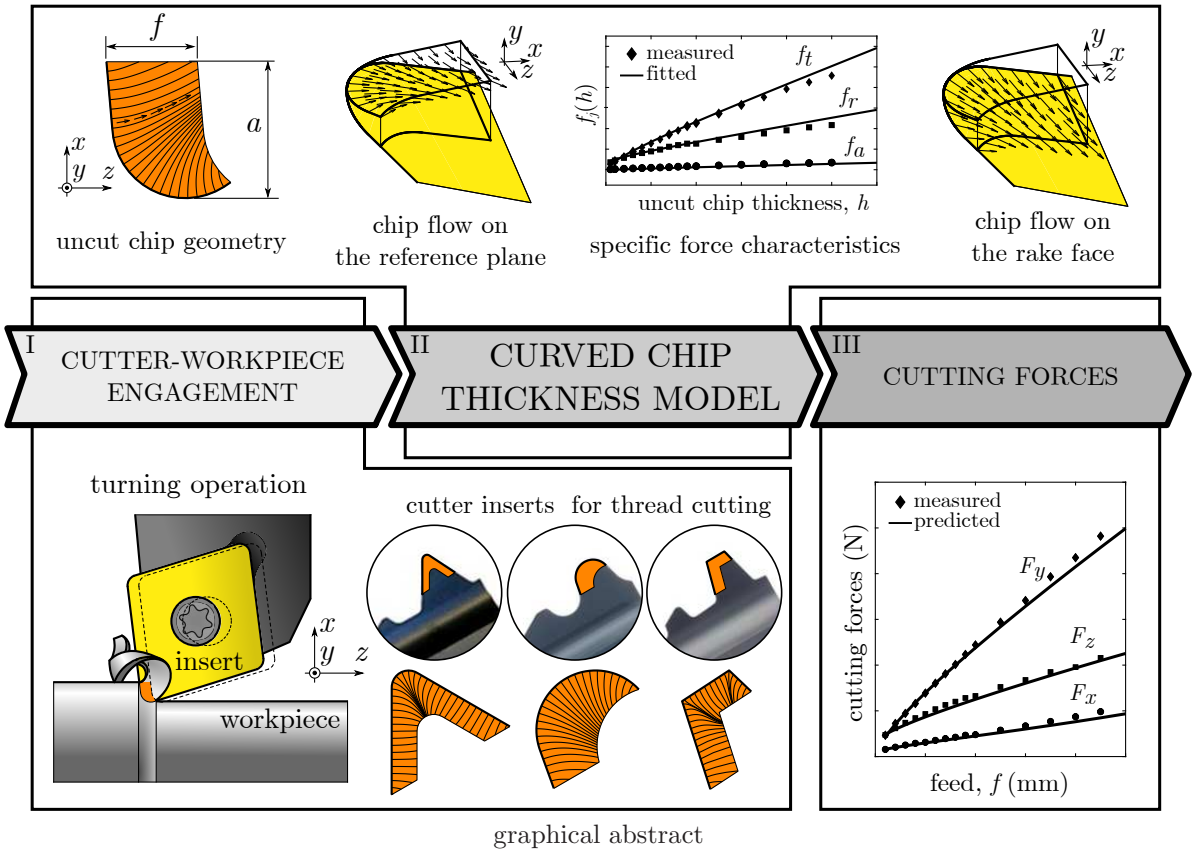 f
a
x
y
z
uncut chip geometry
y
x
z
chip flow on
the reference plane
measured
fitted
f_t
f_r
f_a
f_j(h)
uncut chip thickness, h
specific force characteristics
y
x
z
chip flow on
the rake face
I
CUTTER-WORKPIECE
ENGAGEMENT
II
CURVED CHIP
THICKNESS MODEL
III
CUTTING FORCES
turning operation
insert
workpiece
x
y
z
cutter inserts for thread cutting
measured
predicted
F_y
F_z
F_x
cutting forces (N)
feed, f (mm)
graphical abstract